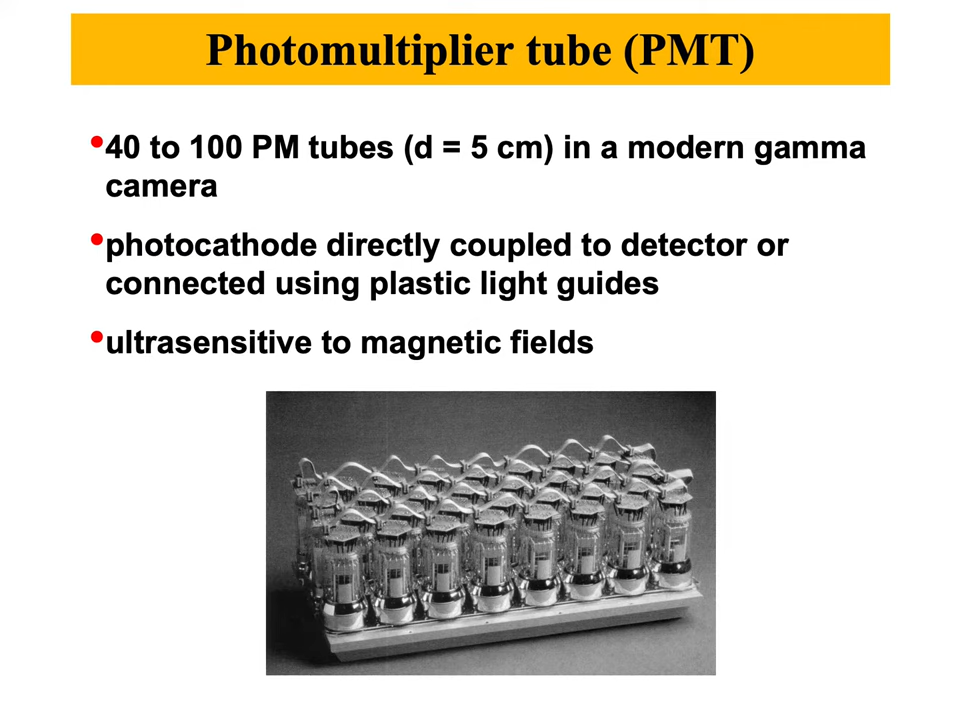 Photomultiplier tube (PMT)
•40 to 100 PM tubes (d = 5 cm) in a modern gamma
camera
•photocathode directly coupled to detector or
connected using plastic light guides
•ultrasensitive to magnetic fields